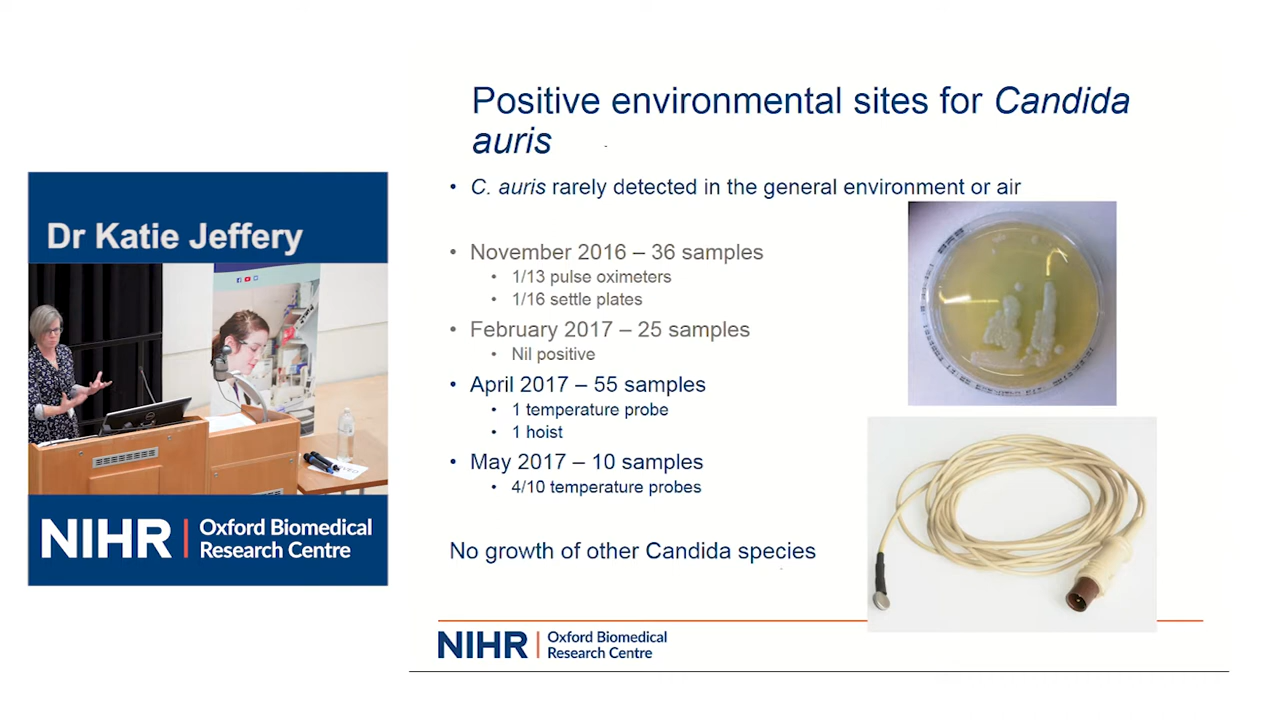 Dr Katie Jeffery
NIHR | Oxford Biomedical
Research Centre
Positive environmental sites for Candida
auris
• C. auris rarely detected in the general environment or air
• November 2016 – 36 samples
• 1/13 pulse oximeters
• 1/16 settle plates
• February 2017 – 25 samples
• Nil positive
• April 2017 – 55 samples
• 1 temperature probe
• 1 hoist
• May 2017 – 10 samples
• 4/10 temperature probes
No growth of other Candida species
NIHR | Oxford Biomedical
Research Centre